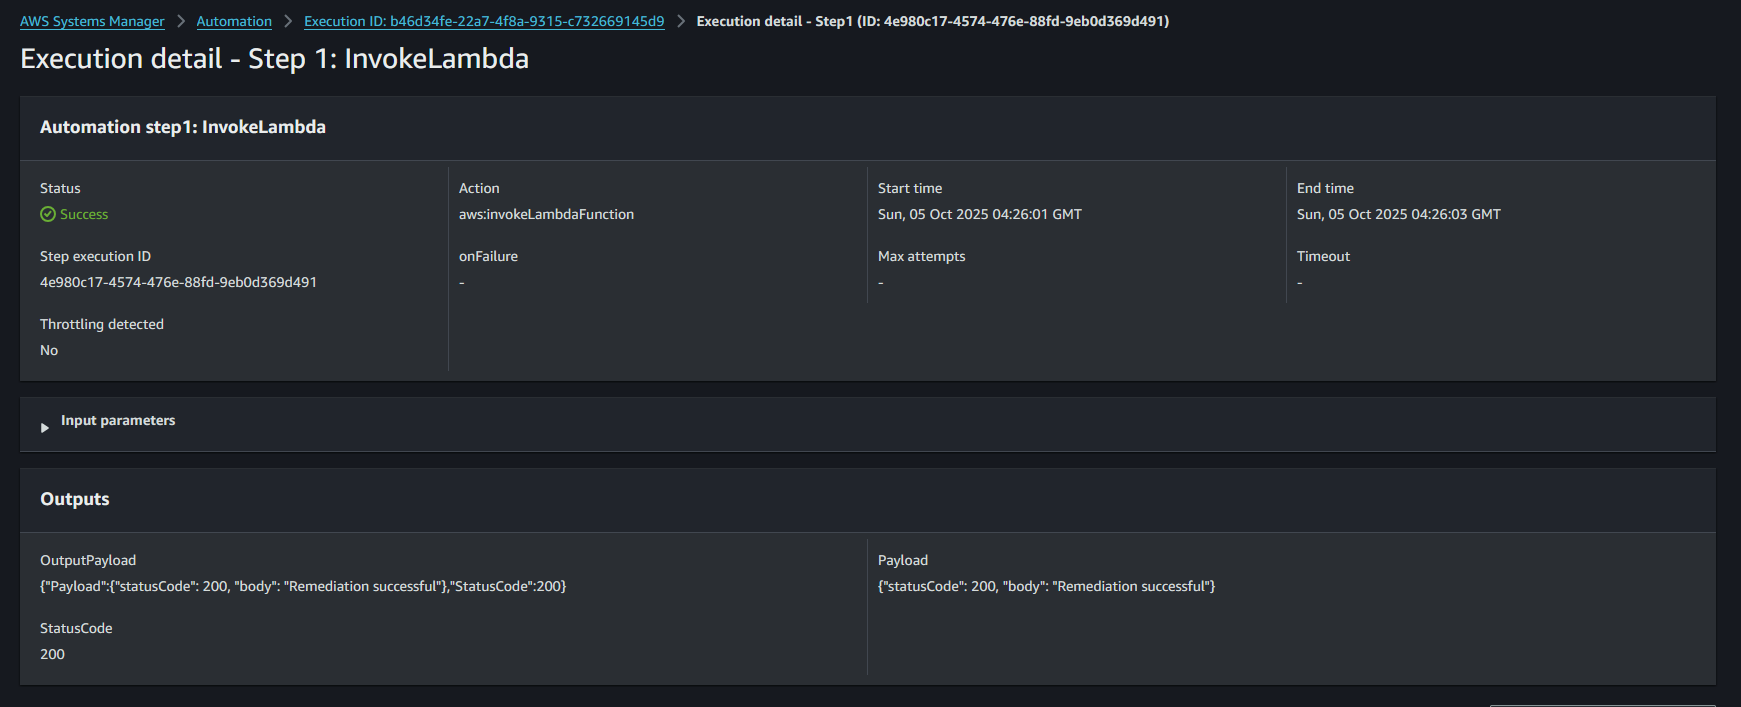 AWS Systems Manager > Automation > Execution ID: b46d34fe-22a7-4f8a-9315-c732669145d9 > Execution detail - Step1 (ID: 4e980c17-4574-476e-88fd-9eb0d369d491)
Execution detail - Step 1: InvokeLambda
Automation step1: InvokeLambda
Status
Success
Action
aws:invokeLambdaFunction
Start time
Sun, 05 Oct 2025 04:26:01 GMT
End time
Sun, 05 Oct 2025 04:26:03 GMT
Step execution ID
4e980c17-4574-476e-88fd-9eb0d369d491
onFailure
-
Max attempts
-
Timeout
-
Throttling detected
No
Input parameters
Outputs
OutputPayload
{"Payload":{"statusCode": 200, "body": "Remediation successful"},"StatusCode":200}
Payload
{"statusCode": 200, "body": "Remediation successful"}
StatusCode
200